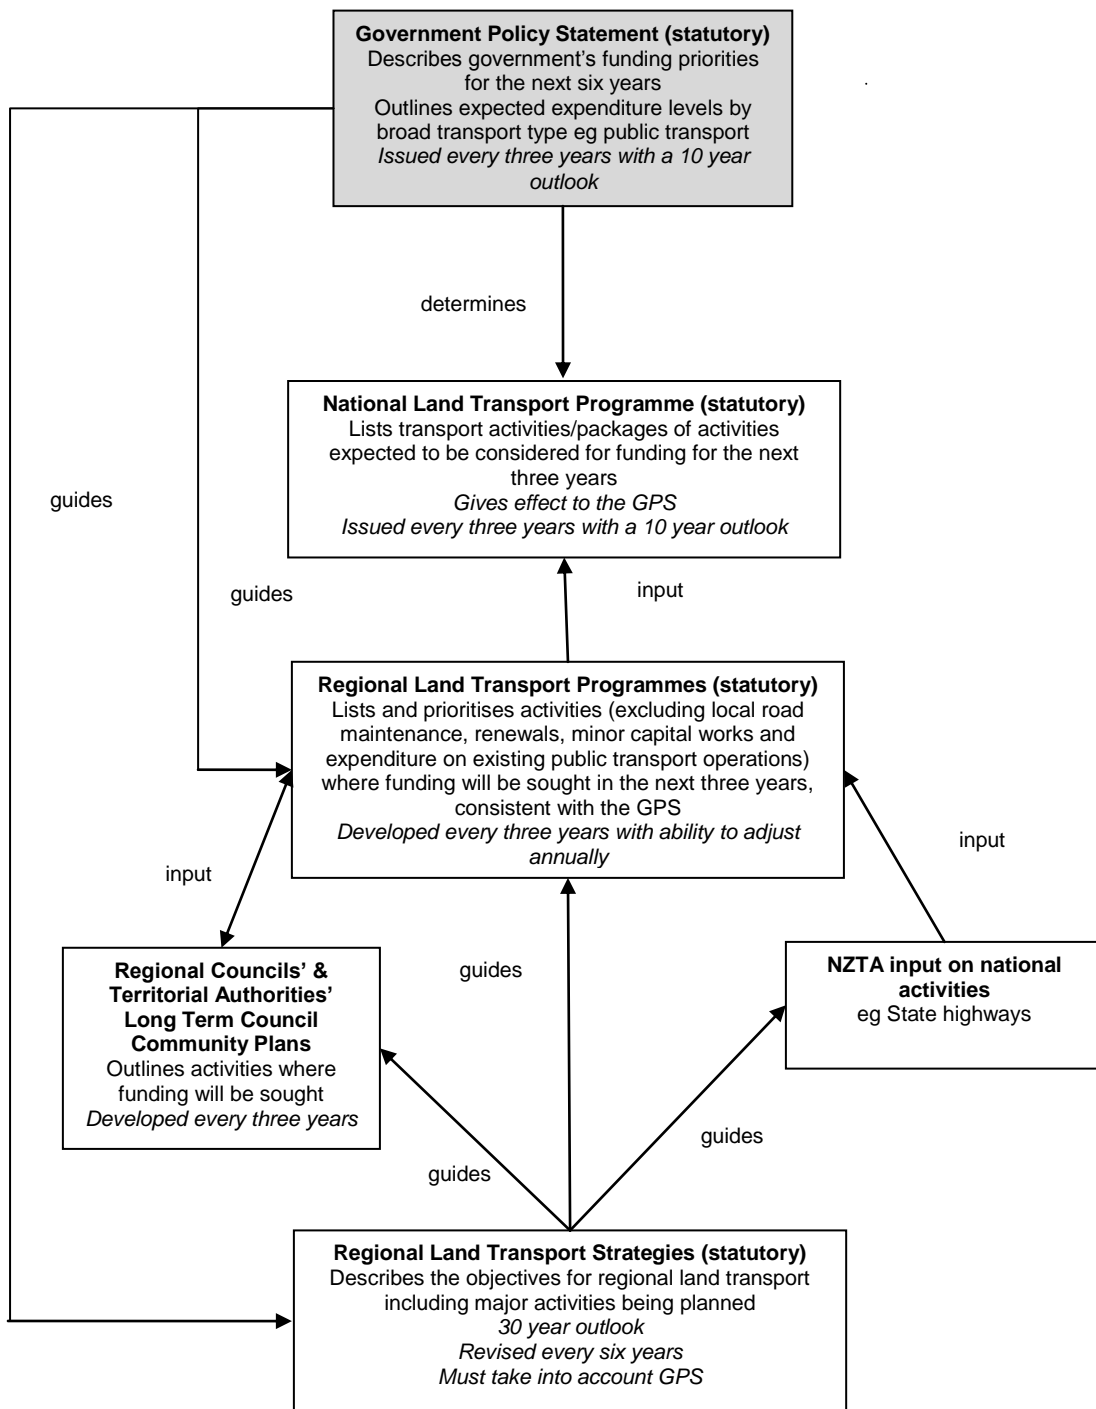 Government Policy Statement (statutory)
Describes government’s funding priorities
for the next six years
Outlines expected expenditure levels by
broad transport type eg public transport
Issued every three years with a 10 year
outlook
determines
National Land Transport Programme (statutory)
Lists transport activities/packages of activities
expected to be considered for funding for the next
three years
Gives effect to the GPS
Issued every three years with a 10 year outlook
guides
guides
input
Regional Land Transport Programmes (statutory)
Lists and prioritises activities (excluding local road
maintenance, renewals, minor capital works and
expenditure on existing public transport operations)
where funding will be sought in the next three years,
consistent with the GPS
Developed every three years with ability to adjust
annually
input
input
Regional Councils’ &
Territorial Authorities’
Long Term Council
Community Plans
Outlines activities where
funding will be sought
Developed every three years
guides
NZTA input on national
activities
eg State highways
guides
guides
Regional Land Transport Strategies (statutory)
Describes the objectives for regional land transport
including major activities being planned
30 year outlook
Revised every six years
Must take into account GPS